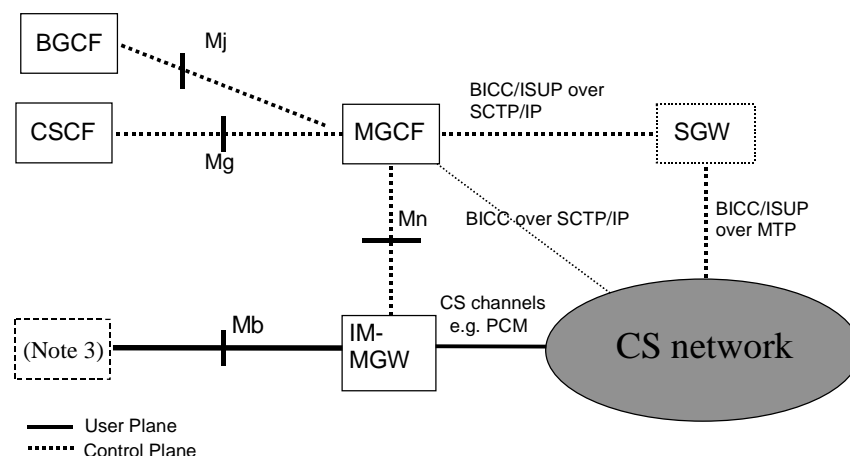 BGCF
Mj
BICC/ISUP over
SCTP/IP
CSCF
Mg
MGCF
SGW
Mn
BICC over SCTP/IP
BICC/ISUP
over MTP
(Note 3)
Mb
IM-
MGW
CS channels
e.g. PCM
CS network
User Plane
Control Plane